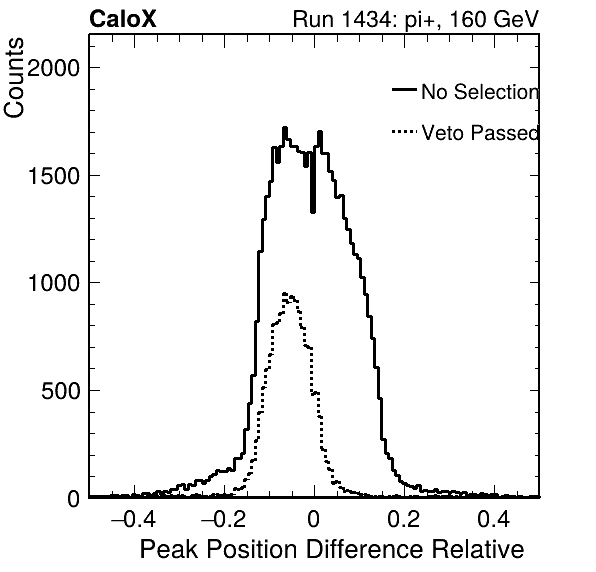 CaloX Run 1434: pi+, 160 GeV
Counts
2000
1500
1000
500
0
No Selection
Veto Passed
−0.4 −0.2 0 0.2 0.4
Peak Position Difference Relative